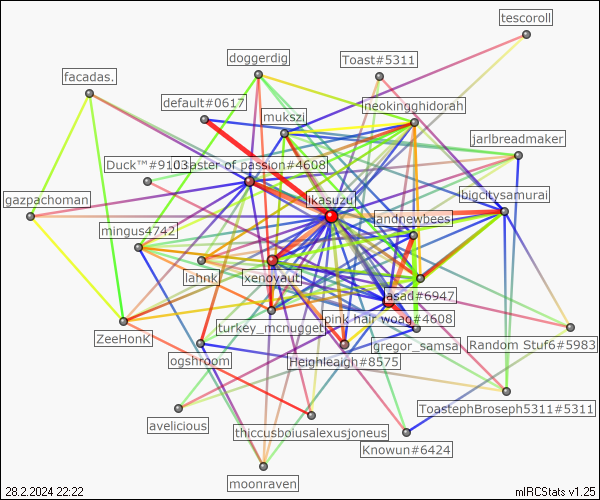 tescoroll
doggerdig
Toast#5311
facadas.
default#0617
neokingghidorah
mukszi
jarlbreadmaker
Duck™#9103
master of passion#4608
bigcitysamurai
ikasuzu
gazpachoman
landnewbees
mingus4742
lahnk
xenoyaut
asad#6947
pink hair woag#4608
turkey_mcnugget
ZeeHonK
gregor_samsa
Random Stuf6#5983
ogshroom
Heighleaigh#8575
ToastephBroseph5311#5311
avelicious
thiccusboiusalexusjoneus
Knowun#6424
moonraven
28.2.2024 22:22
mIRCStats v1.25